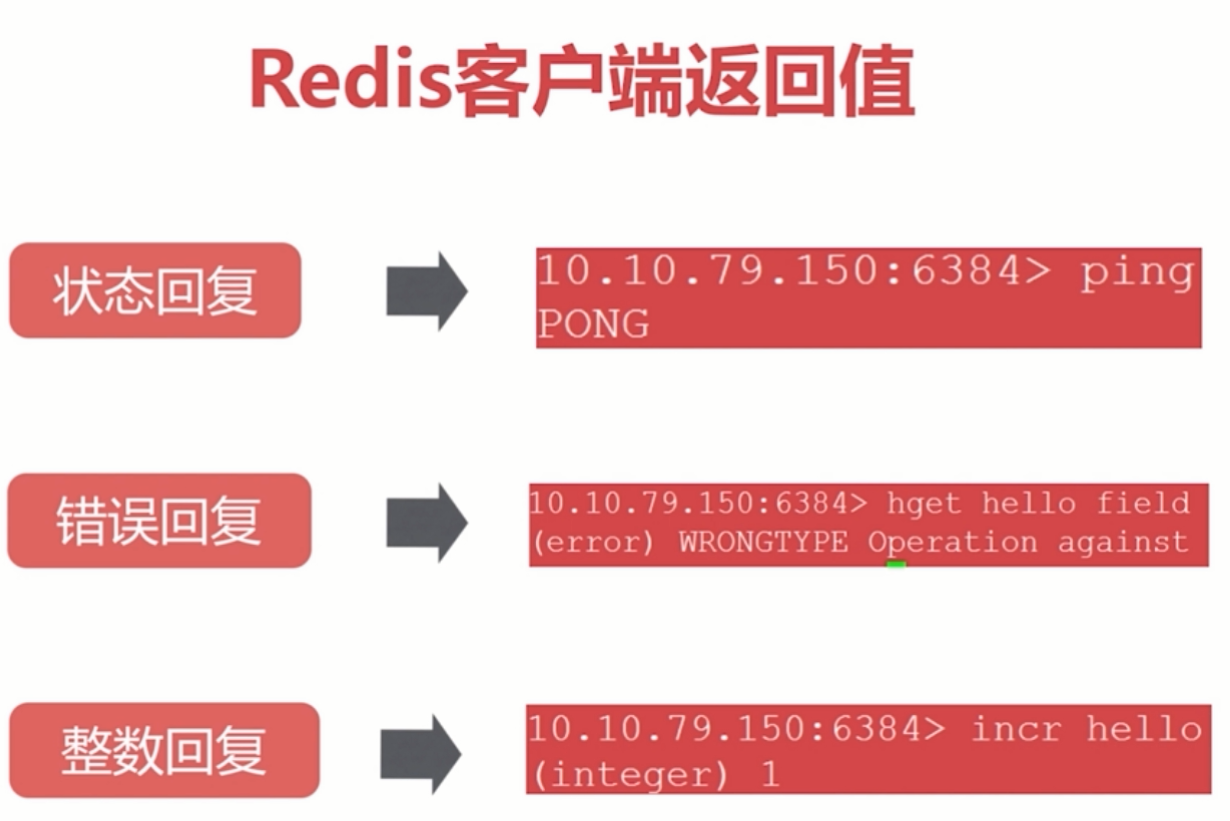 Redis客户端返回值
状态回复
10.10.79.150:6384> ping
PONG
错误回复
10.10.79.150:6384> hget hello field
(error) WRONGTYPE Operation against
整数回复
10.10.79.150:6384> incr hello
(integer) 1